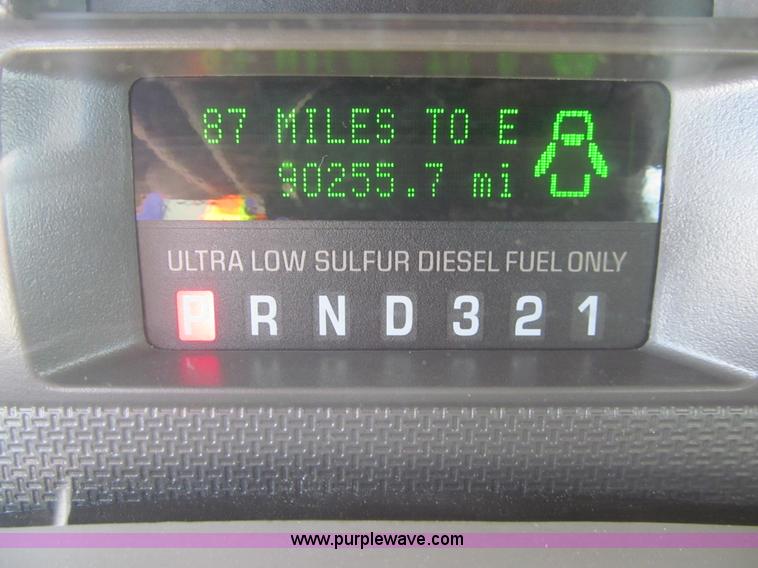 87 MILES TO E
90255.7 mi
ULTRA LOW SULFUR DIESEL FUEL ONLY
P R N D 3 2 1
www.purplewave.com